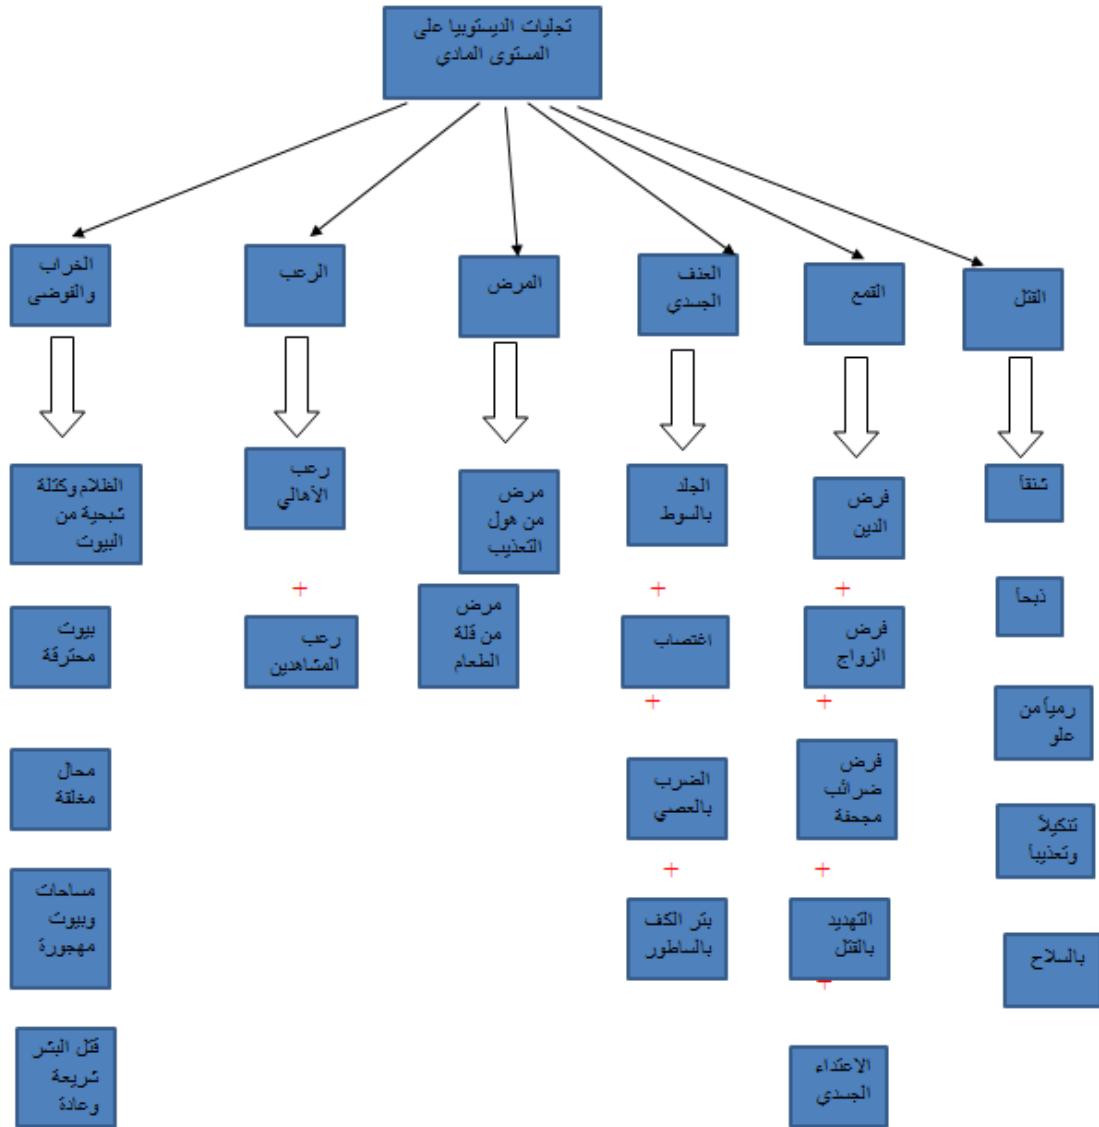 تجليات الديستوبيا على
المستوى المادي
القتل
القمع
العنف
الجسدي
المرض
الرعب
الخراب
والفوضى
شنقاً
ذبحاً
رمياً من
علو
تنكيلاً
وتعذيباً
بالسلاح
فرض
الدين
+
فرض
الزواج
+
فرض
ضرائب
مجحفة
+
التهديد
بالقتل
+
الاعتداء
الجسدي
الجلد
بالسوط
+
اغتصاب
+
الضرب
بالعصي
+
بتر الكف
بالساطور
مرض
من هول
التعذيب
مرض
من قلة
الطعام
رعب
الأهالي
+
رعب
المشاهدين
الظلام وكتلة
شبحية من
البيوت
بيوت
محترقة
محال
مغلقة
مساحات
وبيوت
مهجورة
قتل البشر
شريعة
وعادة